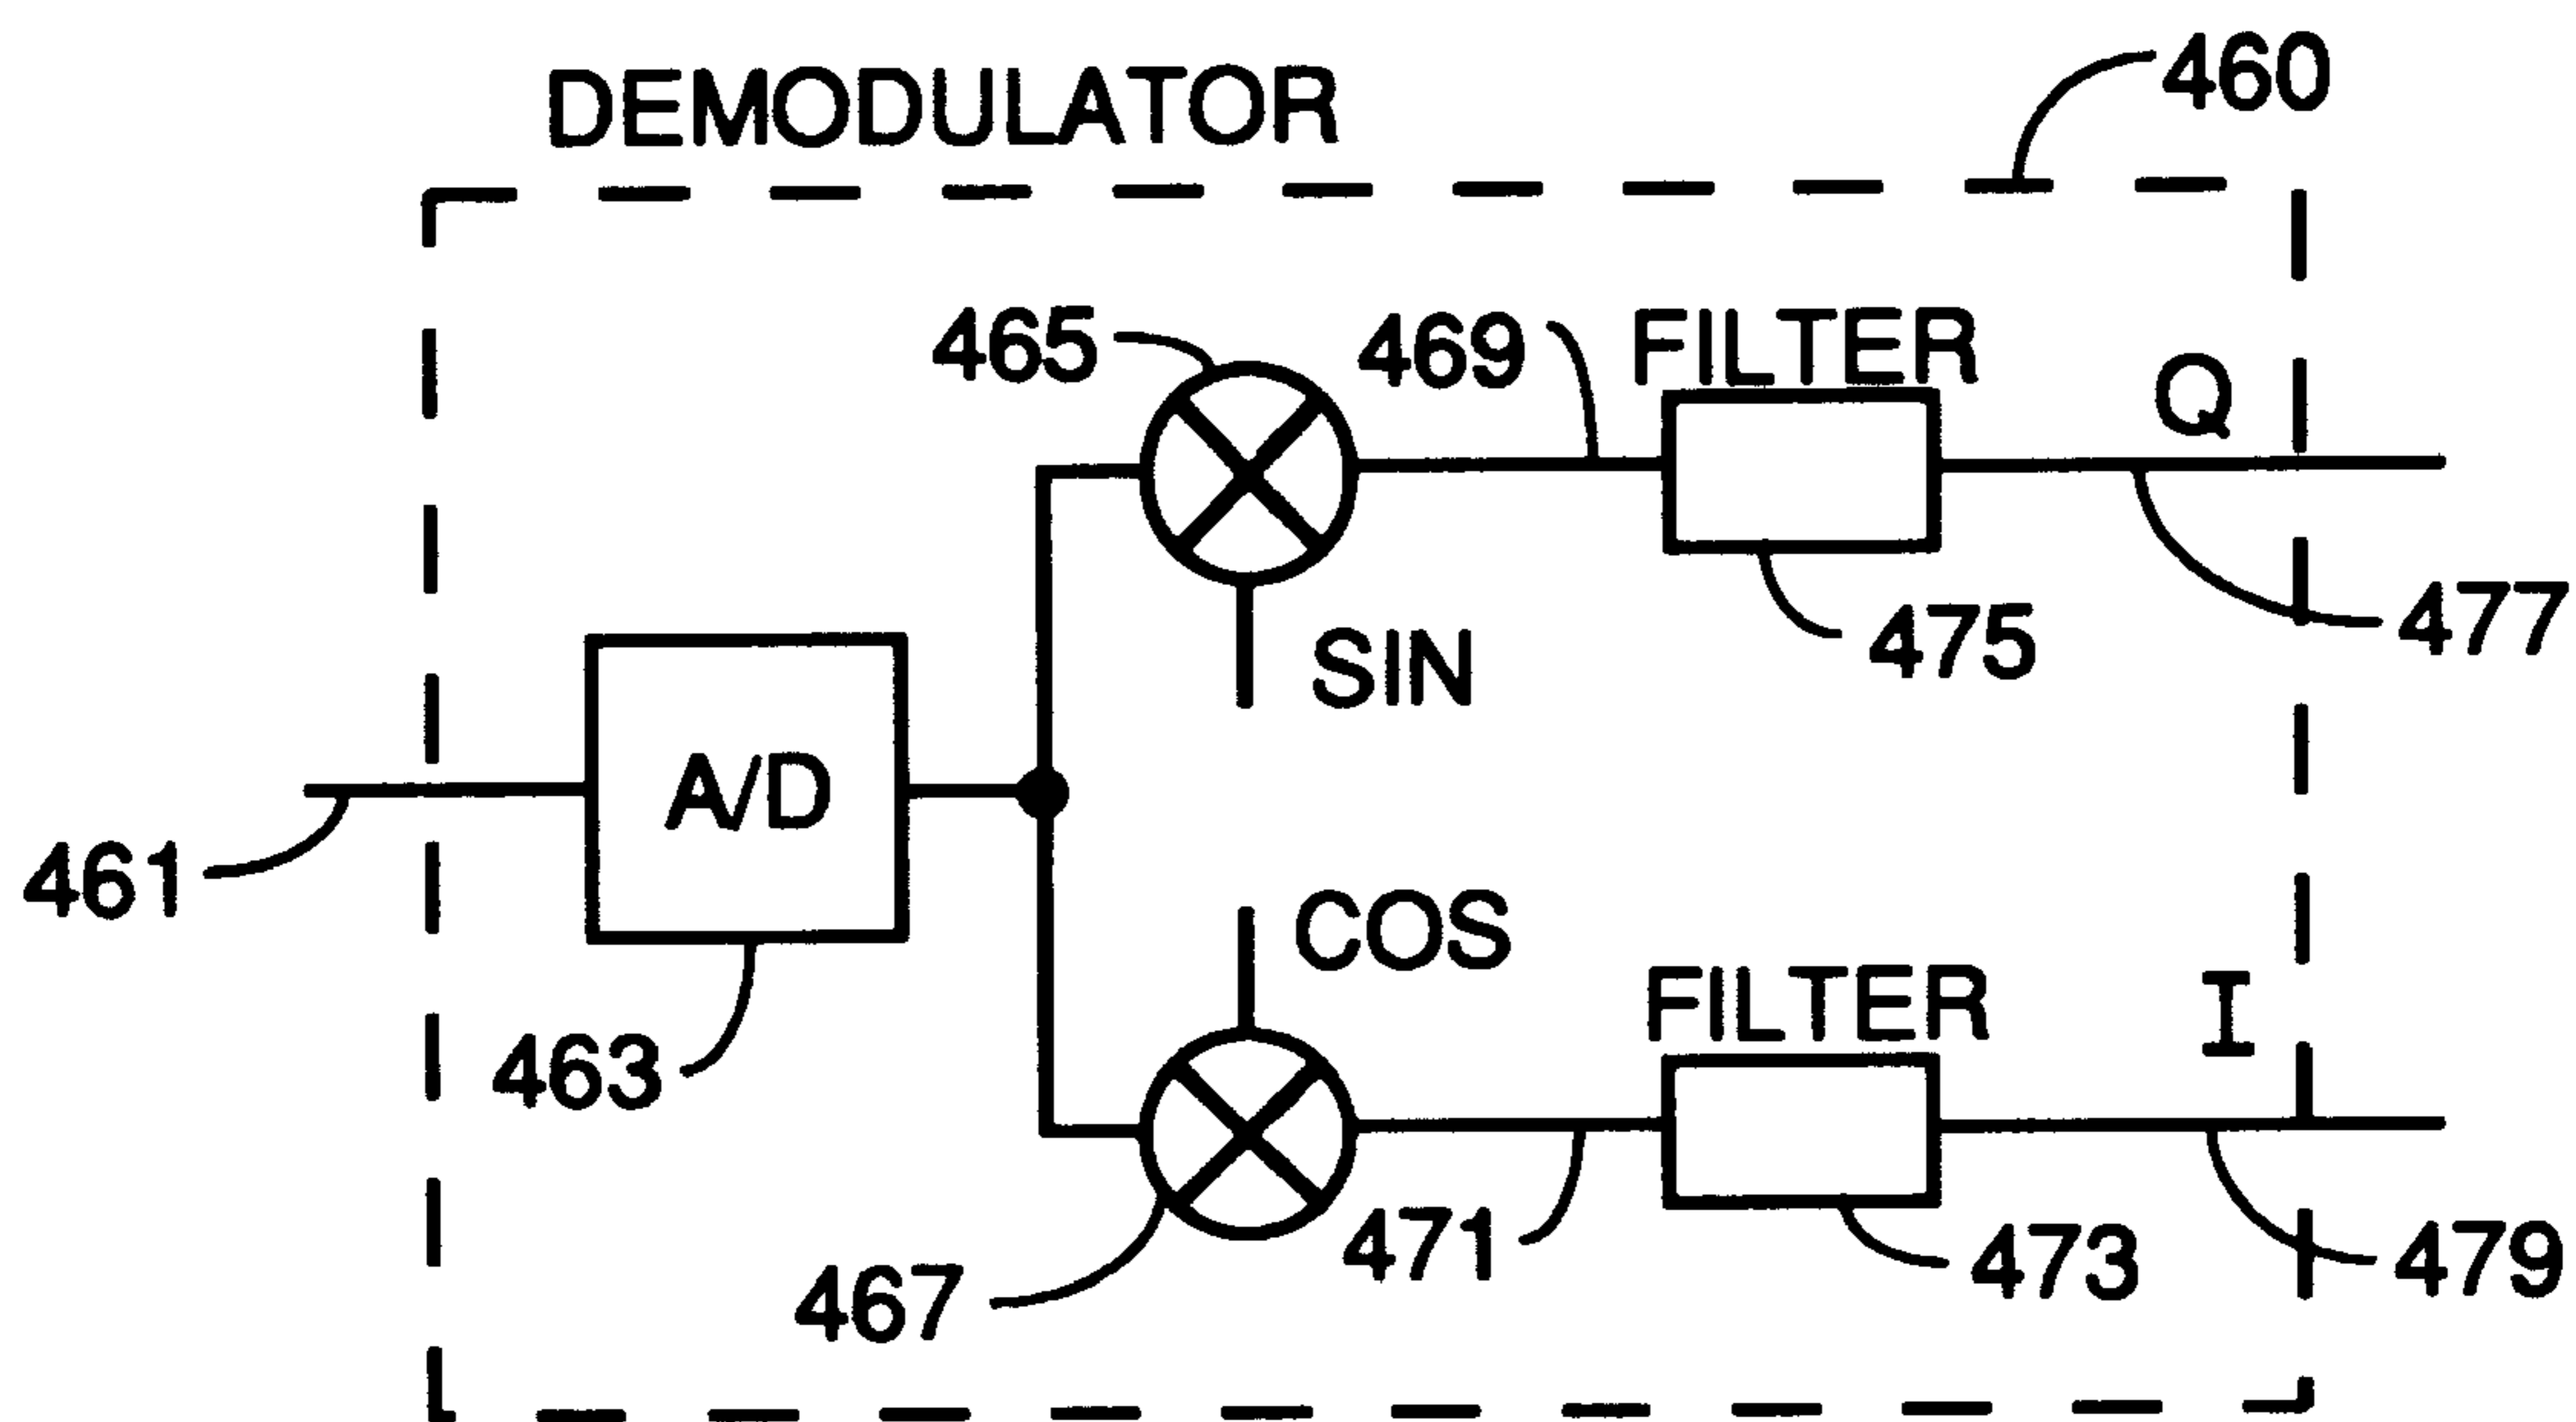 460
DEMODULATOR
465
469
FILTER
Q
SIN
475
477
A/D
461
COS
463
FILTER
I
467
471
473
479